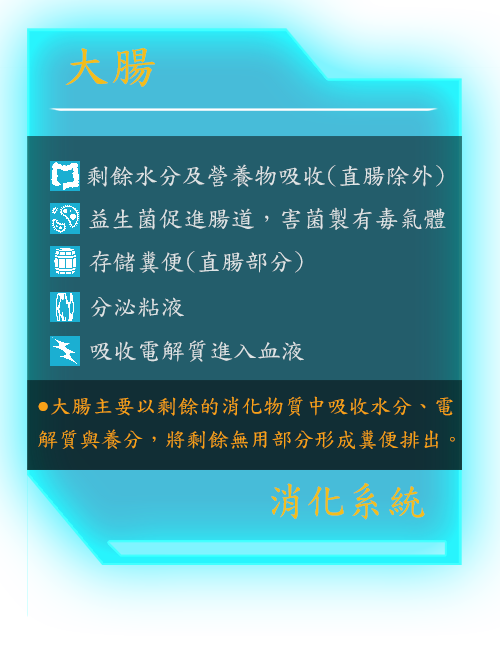 大腸
剩餘水分及營養物吸收(直腸除外)
益生菌促進腸道，害菌製有毒氣體
存儲糞便(直腸部分)
分泌粘液
吸收電解質進入血液
●大腸主要以剩餘的消化物質中吸收水分、電
解質與養分，將剩餘無用部分形成糞便排出。
消化系統